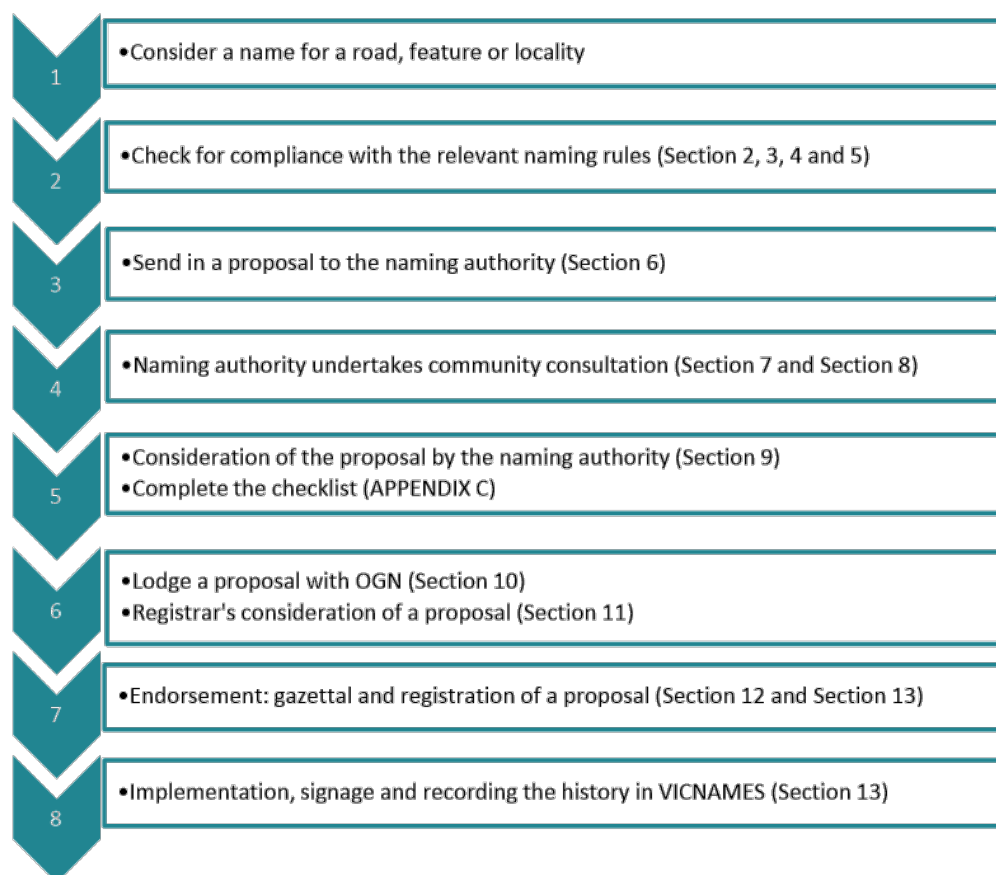 1
•Consider a name for a road, feature or locality
2
•Check for compliance with the relevant naming rules (Section 2, 3, 4 and 5)
3
•Send in a proposal to the naming authority (Section 6)
4
•Naming authority undertakes community consultation (Section 7 and Section 8)
5
•Consideration of the proposal by the naming authority (Section 9)
•Complete the checklist (APPENDIX C)
6
•Lodge a proposal with OGN (Section 10)
•Registrar's consideration of a proposal (Section 11)
7
•Endorsement: gazettal and registration of a proposal (Section 12 and Section 13)
8
•Implementation, signage and recording the history in VICNAMES (Section 13)